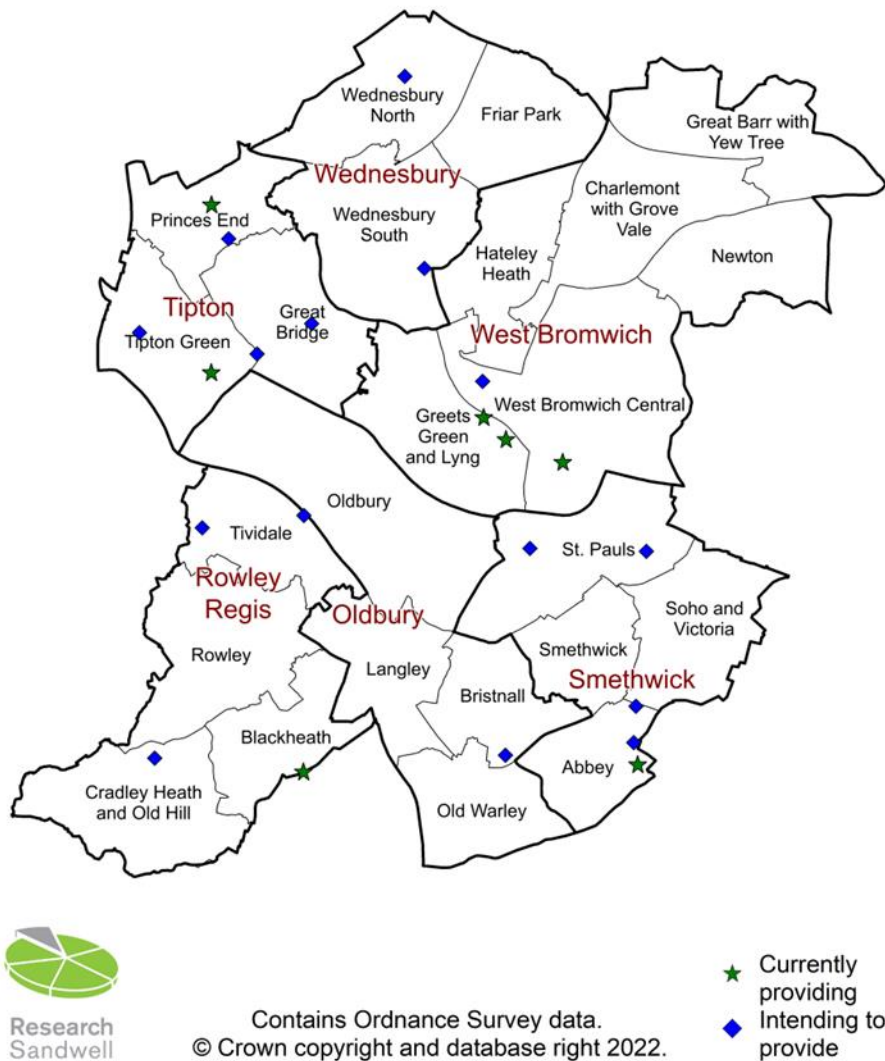 Wednesbury
North
Friar Park
Great Barr with
Yew Tree
Wednesbury
Charlemont
with Grove
Vale
Princes End
Wednesbury
South
Hateley
Heath
Newton
Tipton
Great
Bridge
Tipton Green
West Bromwich
West Bromwich Central
Greets
Green
and Lyng
Oldbury
Tividale
St. Pauls
Rowley
Regis
Oldbury
Soho and
Victoria
Smethwick
Rowley
Langley
Smethwick
Bristnall
Blackheath
Abbey
Cradley Heath
and Old Hill
Old Warley
Research
Sandwell
Contains Ordnance Survey data.
© Crown copyright and database right 2022.
Currently
providing
Intending to
provide